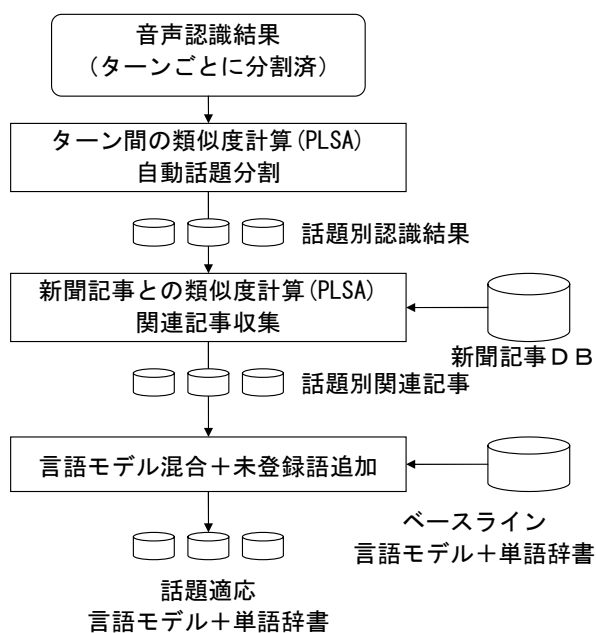 音声認識結果
（ターンごとに分割済）
ターン間の類似度計算(PLSA)
自動話題分割
話題別認識結果
新聞記事との類似度計算(PLSA)
関連記事収集
新聞記事ＤＢ
話題別関連記事
言語モデル混合＋未登録語追加
ベースライン
言語モデル＋単語辞書
話題適応
言語モデル＋単語辞書